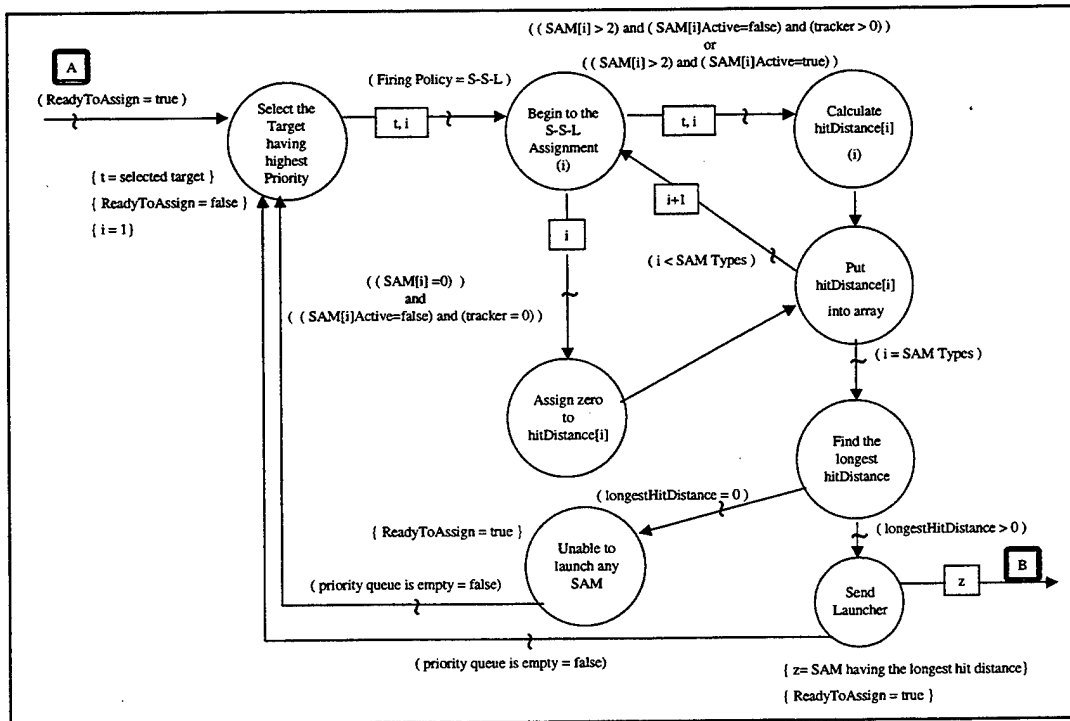 ( ( SAM[i] > 2) and ( SAM[i]Active=false) and (tracker > 0) )
or
( ( SAM[i] > 2) and ( SAM[i]Active=true) )
A
( ReadyToAssign = true)
( Firing Policy = S-S-L)
Select the
Target
having
highest
Priority
t, i
Begin to the
S-S-L
Assignment
(i)
t, i
Calculate
hitDistance[i]
(i)
{ t = selected target }
{ ReadyToAssign = false }
{ i = 1}
i
i+1
( i < SAM Types )
Put
hitDistance[i]
into array
( ( SAM[i] =0) )
and
( ( SAM[i]Active=false) and (tracker = 0) )
( i = SAM Types )
Assign zero
to
hitDistance[i]
Find the
longest
hitDistance
( longestHitDistance = 0 )
( longestHitDistance > 0)
{ ReadyToAssign = true }
Unable to
launch any
SAM
( priority queue is empty = false)
Send
Launcher
z
B
( priority queue is empty = false)
{ z= SAM having the longest hit distance}
{ ReadyToAssign = true }